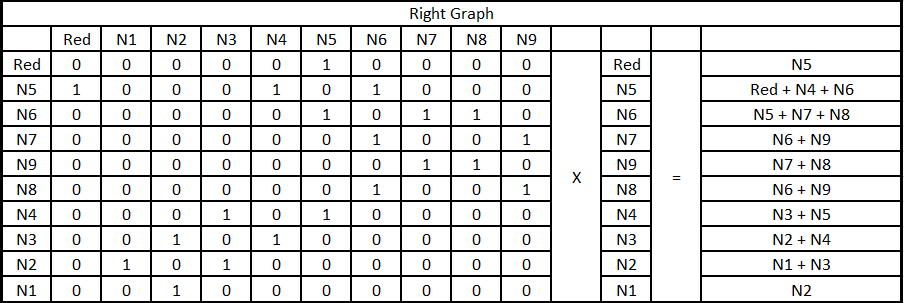 Right Graph
Red N1 N2 N3 N4 N5 N6 N7 N8 N9
Red 0 0 0 0 0 1 0 0 0 0 X Red = N5
N5 1 0 0 0 1 0 1 0 0 0 N5 Red + N4 + N6
N6 0 0 0 0 0 1 0 1 1 0 N6 N5 + N7 + N8
N7 0 0 0 0 0 0 1 0 0 1 N7 N6 + N9
N9 0 0 0 0 0 0 0 1 1 0 N9 N7 + N8
N8 0 0 0 0 0 0 1 0 0 1 N8 N6 + N9
N4 0 0 0 1 0 1 0 0 0 0 N4 N3 + N5
N3 0 0 1 0 1 0 0 0 0 0 N3 N2 + N4
N2 0 1 0 1 0 0 0 0 0 0 N2 N1 + N3
N1 0 0 1 0 0 0 0 0 0 0 N1 N2